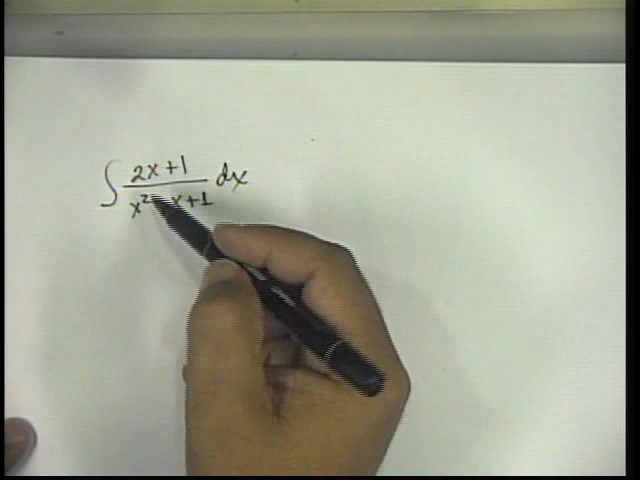 ∫ 2x+1 / x² x+1 dx